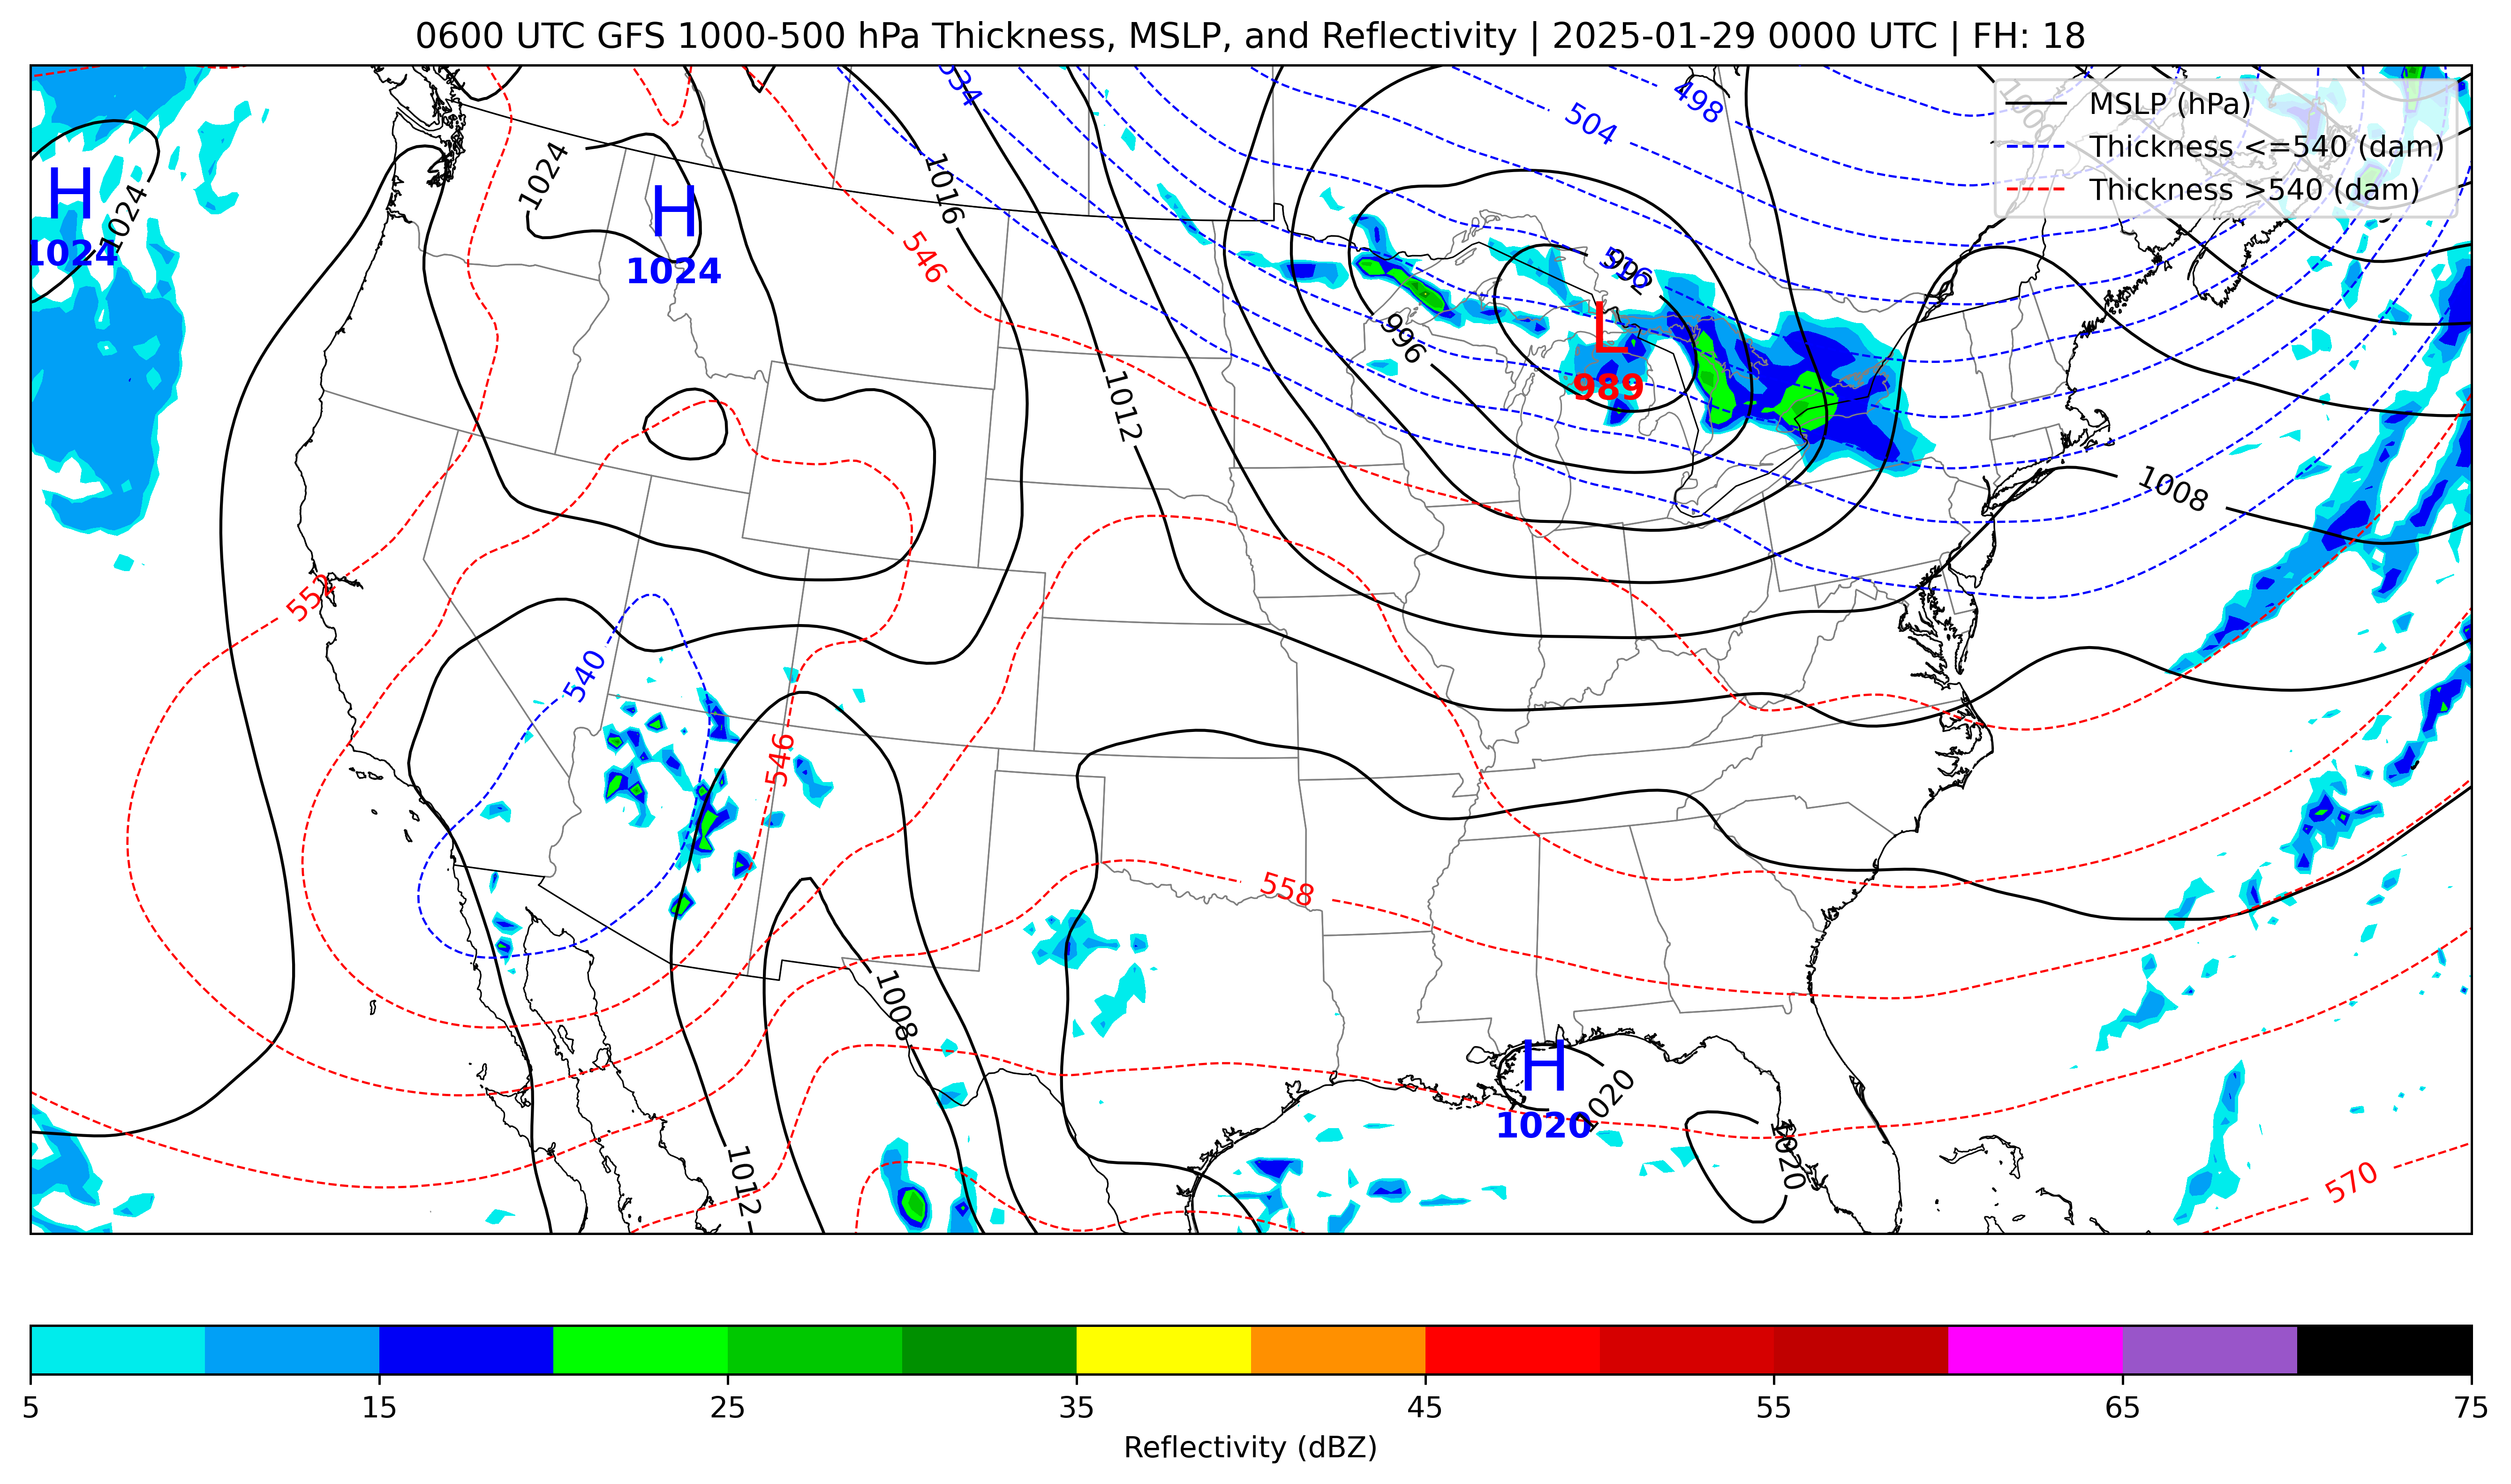 0600 UTC GFS 1000-500 hPa Thickness, MSLP, and Reflectivity | 2025-01-29 0000 UTC | FH: 18
MSLP (hPa)
Thickness <=540 (dam)
Thickness >540 (dam)
1000
534
498
504
1024
1016
H
1024
1024
H
1024
546
996
992
L
989
996
1012
1008
552
540
546
558
1008
H
1020
1020
1020
1012
570
5 15 25 35 45 55 65 75
Reflectivity (dBZ)